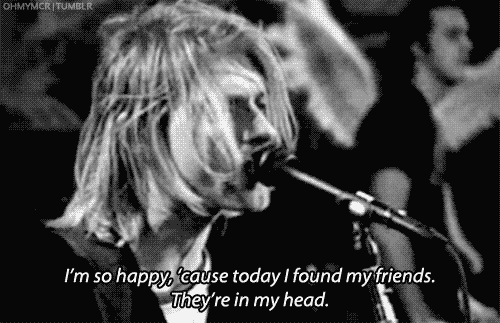 OHMYMCR|TUMBLR
I'm so happy, 'cause today I found my friends.
They're in my head.